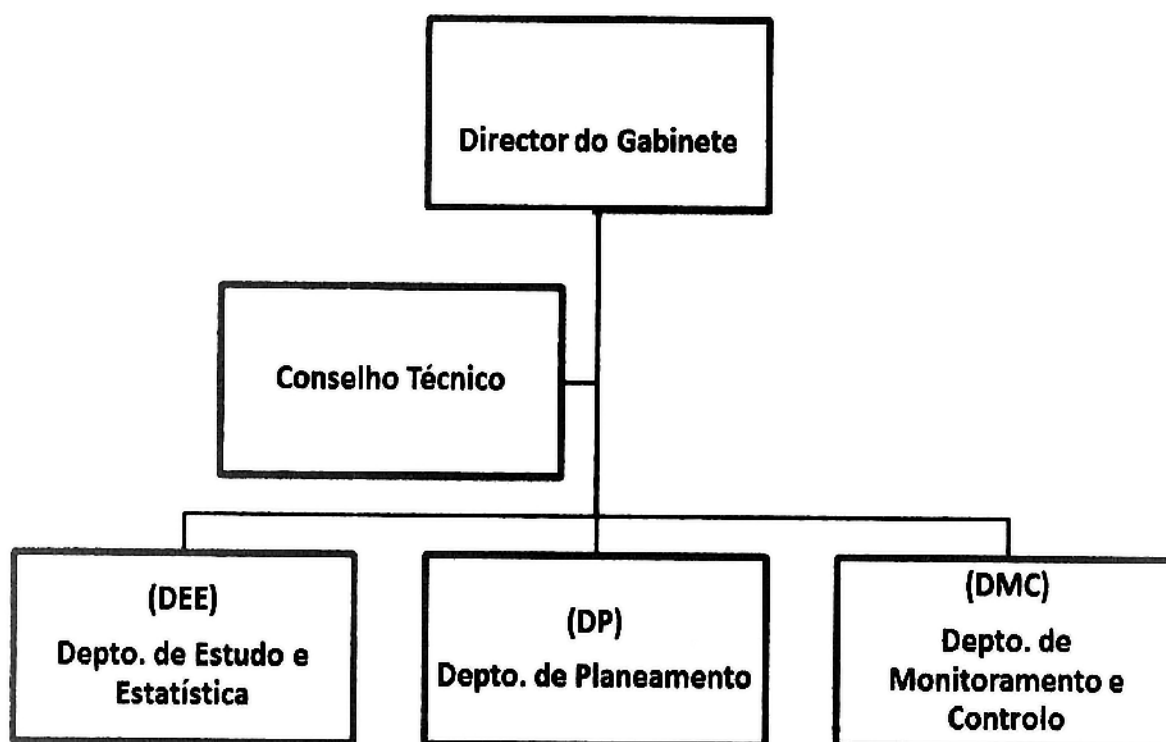 Director do Gabinete
Conselho Técnico
(DEE)
Depto. de Estudo e
Estatística
(DP)
Depto. de Planeamento
(DMC)
Depto. de
Monitoramento e
Controlo